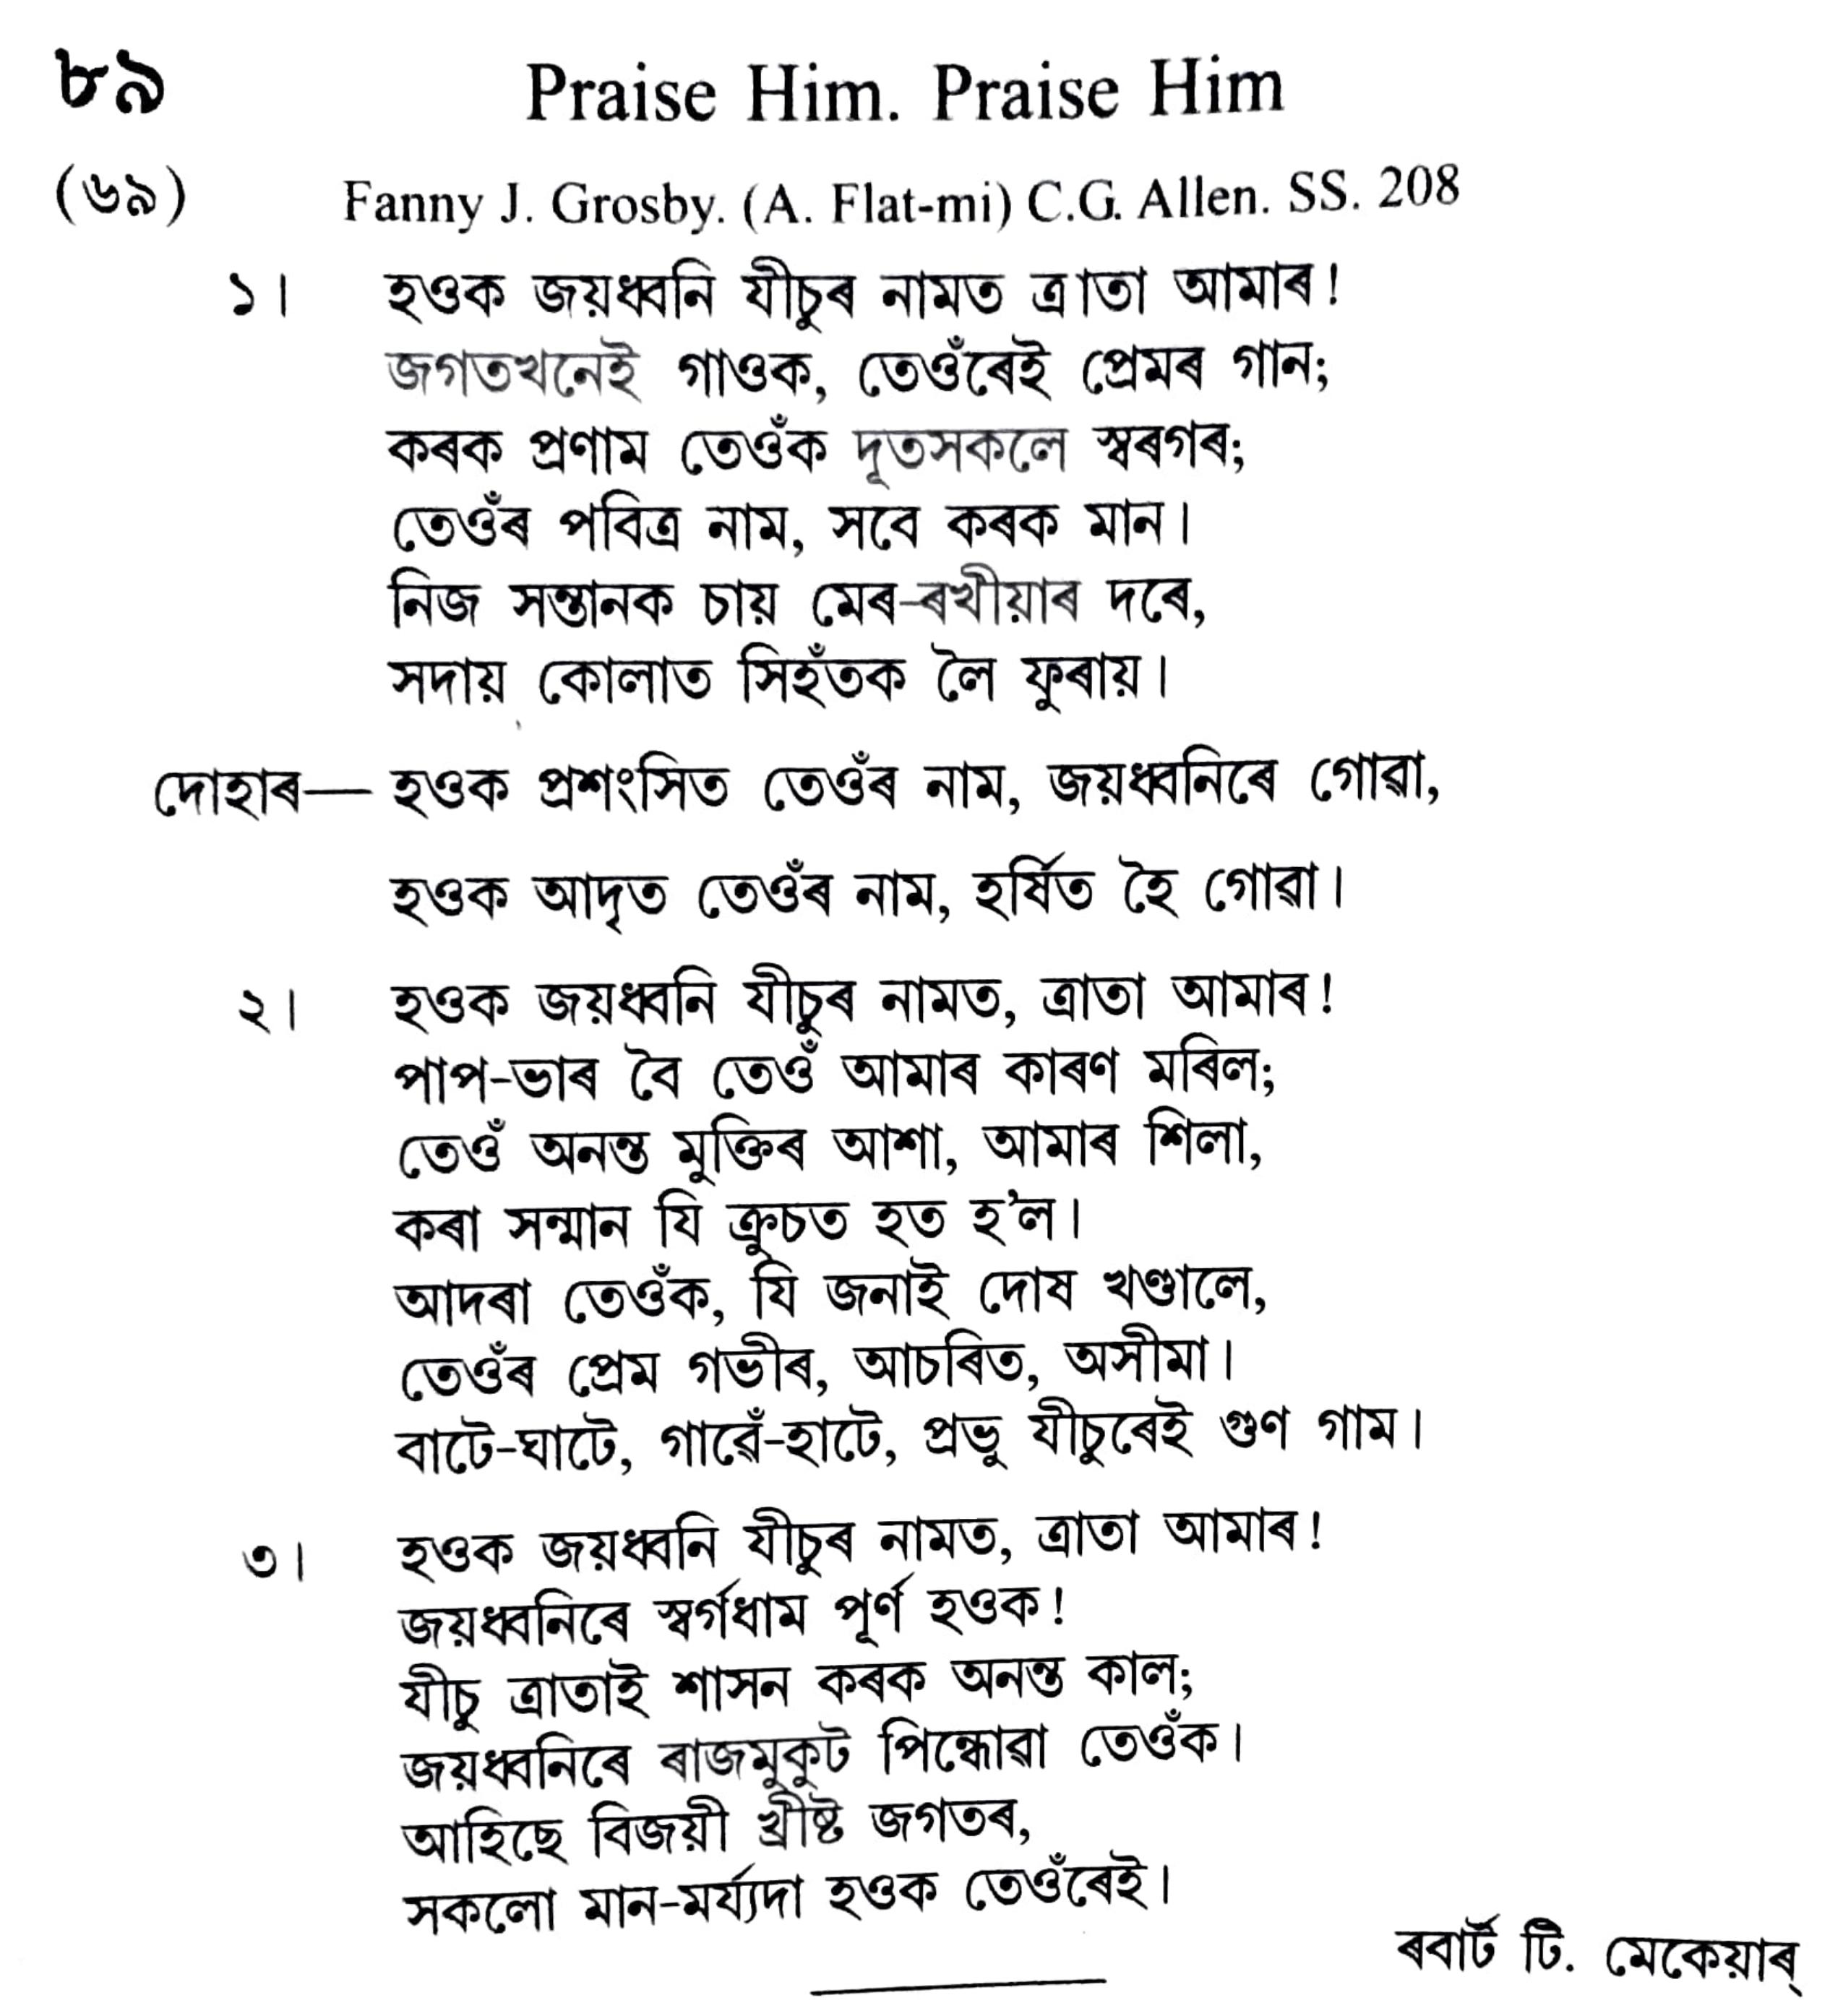 ৮৯ Praise Him. Praise Him
(৬৯) Fanny J. Grosby. (A. Flat-mi) C.G. Allen. SS. 208
১। হওক জয়ধ্বনি যীচুৰ নামত ত্ৰাতা আমাৰ!
জগতখনেই গাওক, তেওঁৰেই প্ৰেমৰ গান;
কৰক প্ৰণাম তেওঁক দূতসকলে স্বৰগৰ;
তেওঁৰ পবিত্ৰ নাম, সবে কৰক মান।
নিজ সন্তানক চায় মেৰ-ৰখীয়াৰ দৰে,
সদায় কোলাত সিহঁতক লৈ ফুৰায়।
দোহাৰ— হওক প্ৰশংসিত তেওঁৰ নাম, জয়ধ্বনিৰে গোৱা,
হওক আদৃত তেওঁৰ নাম, হৰ্ষিত হৈ গোৱা।
২। হওক জয়ধ্বনি যীচুৰ নামত, ত্ৰাতা আমাৰ!
পাপ-ভাৰ বৈ তেওঁ আমাৰ কাৰণ মৰিল;
তেওঁ অনন্ত মুক্তিৰ আশা, আমাৰ শিলা,
কৰা সন্মান যি ক্ৰুচত হত হ'ল।
আদৰা তেওঁক, যি জনাই দোষ খণ্ডালে,
তেওঁৰ প্ৰেম গভীৰ, আচৰিত, অসীমা।
বাটে-ঘাটে, গাৱেঁ-হাটে, প্ৰভু যীচুৰেই গুণ গাম।
৩। হওক জয়ধ্বনি যীচুৰ নামত, ত্ৰাতা আমাৰ!
জয়ধ্বনিৰে স্বৰ্গধাম পূৰ্ণ হওক!
যীচু ত্ৰাতাই শাসন কৰক অনন্ত কাল;
জয়ধ্বনিৰে ৰাজমুকুট পিন্ধোৱা তেওঁক।
আহিছে বিজয়ী খ্ৰীষ্ট জগতৰ,
সকলো মান-মৰ্য্যদা হওক তেওঁৰেই।
ৰবাৰ্ট টি. মেকেয়াৰ্